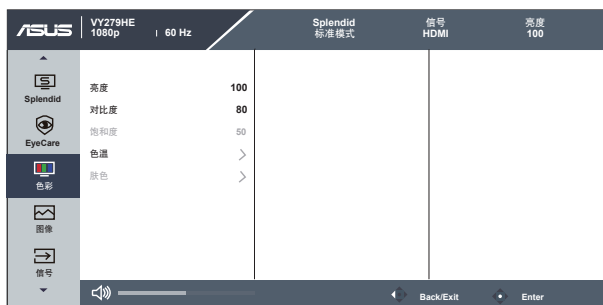 ASUS
VY279HE
1080p | 60 Hz
Splendid
标准模式
信号
HDMI
亮度
100
Splendid
EyeCare
色彩
图像
信号
亮度 100
对比度 80
饱和度 50
色温
肤色
Back/Exit
Enter